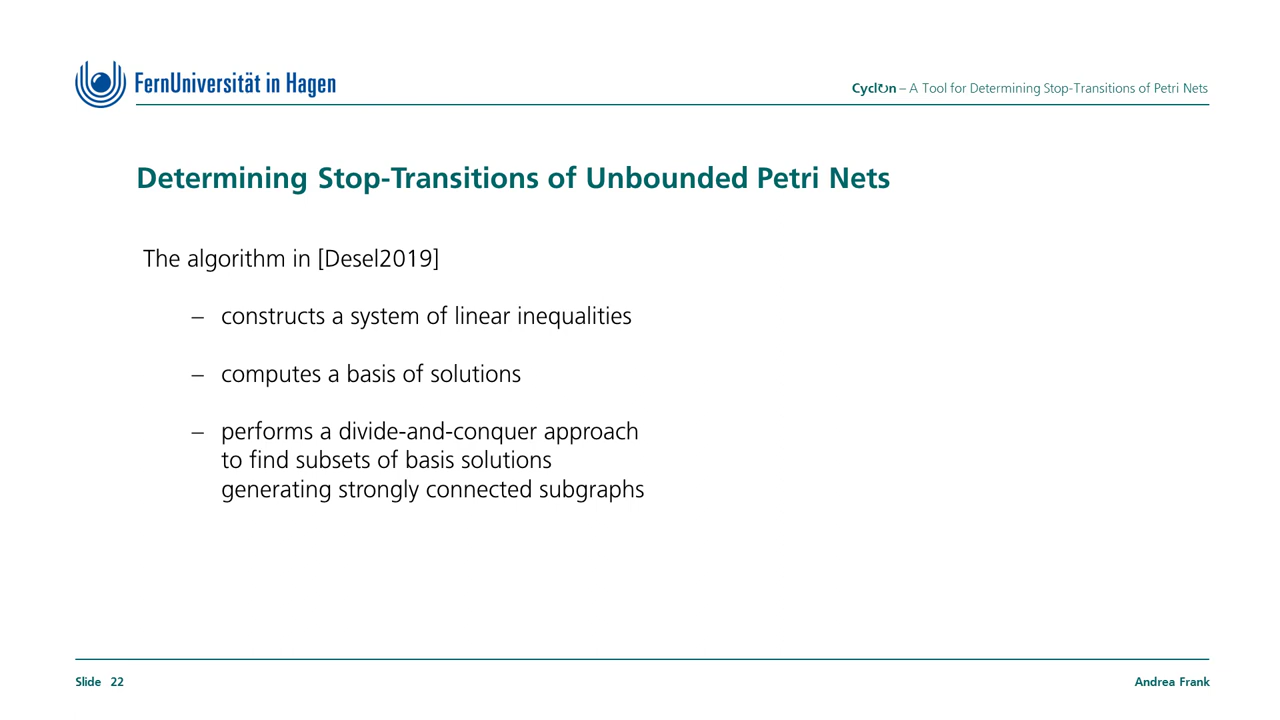 FernUniversität in Hagen
Cycl↻n – A Tool for Determining Stop-Transitions of Petri Nets
Determining Stop-Transitions of Unbounded Petri Nets
The algorithm in [Desel2019]
– constructs a system of linear inequalities
– computes a basis of solutions
– performs a divide-and-conquer approach
to find subsets of basis solutions
generating strongly connected subgraphs
Slide 22
Andrea Frank